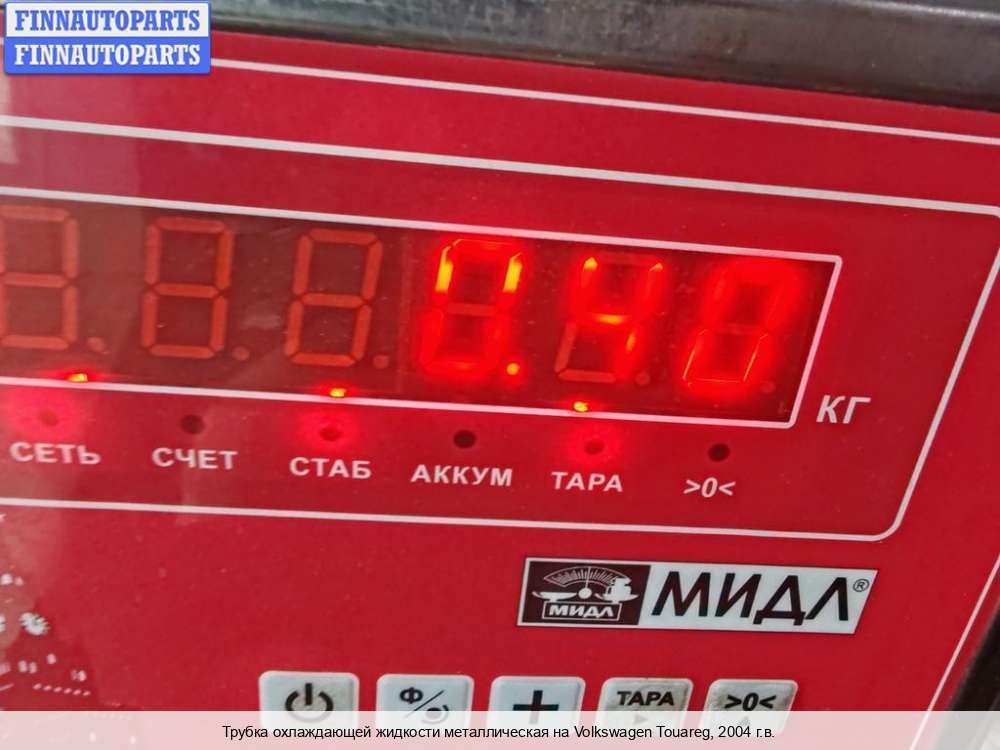 FINNAUTOPARTS
FINNAUTOPARTS
0.40
КГ
СЕТЬ СЧЕТ СТАБ АККУМ ТАРА >0<
МИДЛ МИДЛ®
Ф ТАРА >0<
Трубка охлаждающей жидкости металлическая на Volkswagen Touareg, 2004 г.в.